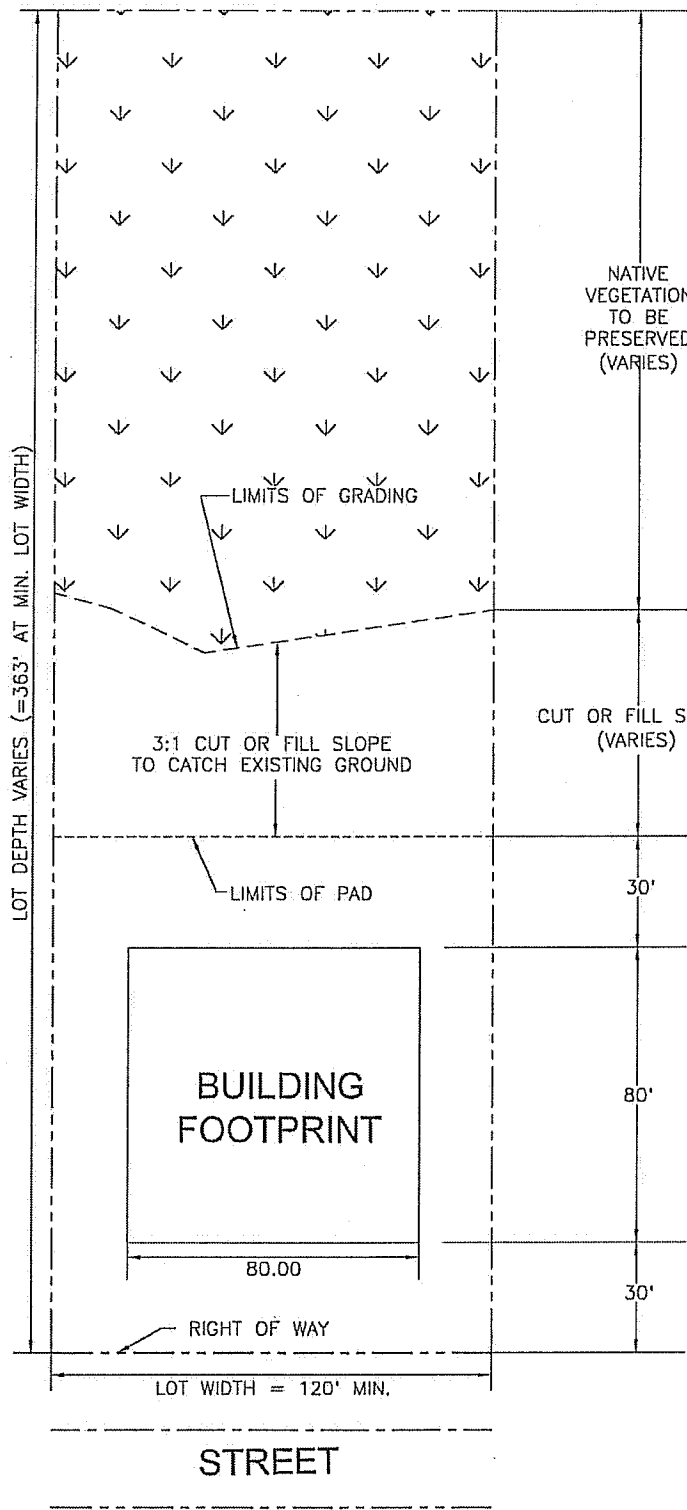 NATIVE
VEGETATION
TO BE
PRESERVED
(VARIES)
LOT DEPTH VARIES (=363' AT MIN. LOT WIDTH)
LIMITS OF GRADING
3:1 CUT OR FILL SLOPE
TO CATCH EXISTING GROUND
CUT OR FILL S
(VARIES)
LIMITS OF PAD
30'
BUILDING
FOOTPRINT
80'
80.00
30'
RIGHT OF WAY
LOT WIDTH = 120' MIN.
STREET